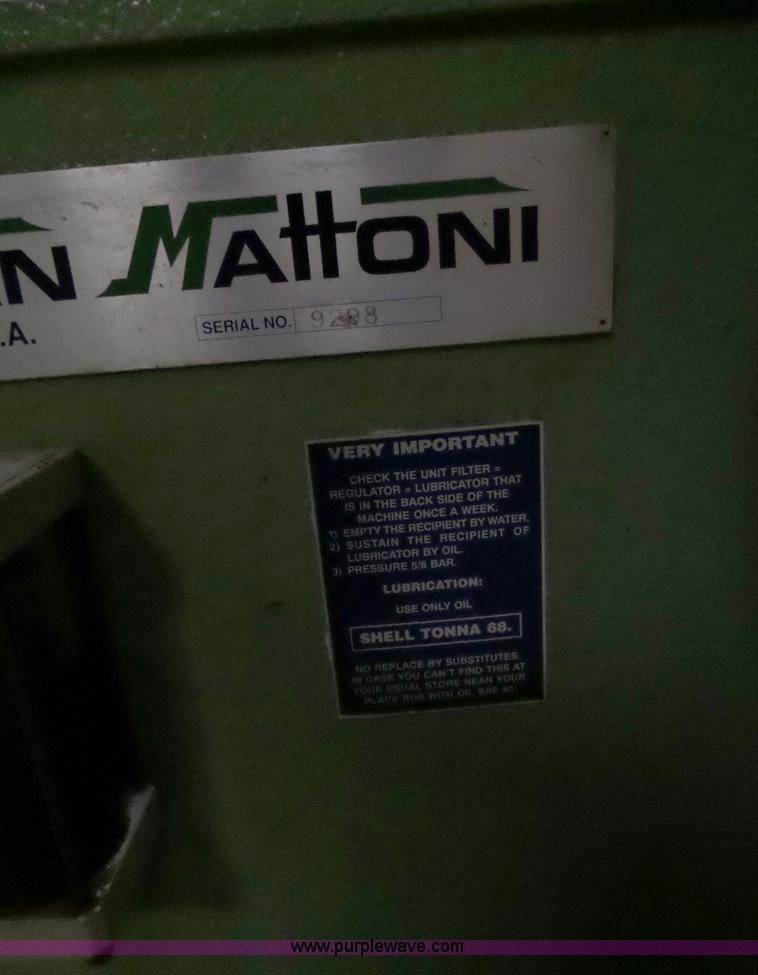 N MATTONI
.A.
SERIAL NO. 9298
VERY IMPORTANT
CHECK THE UNIT FILTER =
REGULATOR = LUBRICATOR THAT
IS IN THE BACK SIDE OF THE
MACHINE ONCE A WEEK.
1) EMPTY THE RECIPIENT BY WATER.
2) SUSTAIN THE RECIPIENT OF
LUBRICATOR BY OIL.
3) PRESSURE 5/6 BAR.
LUBRICATION:
USE ONLY OIL
SHELL TONNA 68.
NO REPLACE BY SUBSTITUTES.
IN CASE YOU CAN'T FIND THIS AT
YOUR USUAL STORE NEAR YOUR
PLACE RUB WITH OIL SAE 40
www.purplewave.com